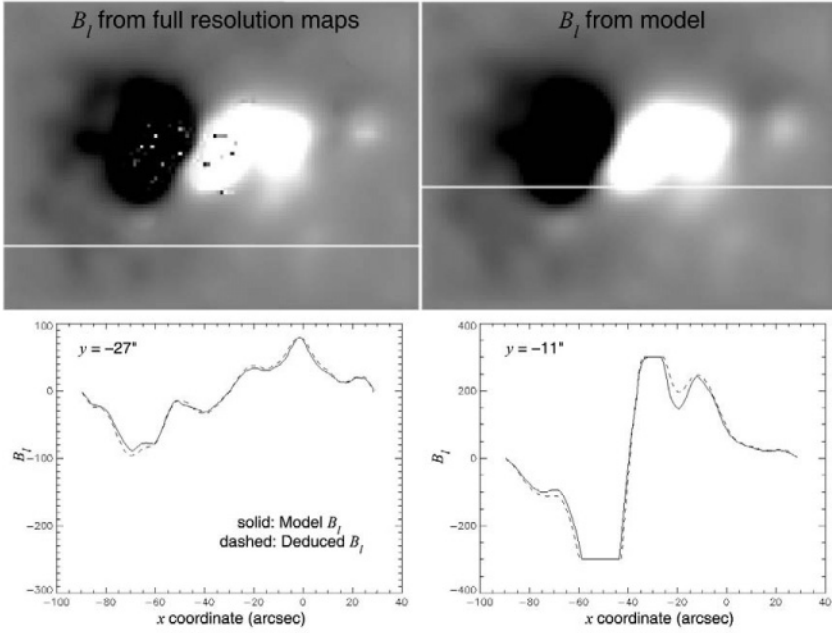 B_l from full resolution maps
B_l from model
y = −27"
100
0
−100
−200
−300
B_l
solid: Model B_l
dashed: Deduced B_l
−100 −80 −60 −40 −20 0 20 40
x coordinate (arcsec)
y = −11"
400
200
0
−200
−400
B_l
−100 −80 −60 −40 −20 0 20 40
x coordinate (arcsec)